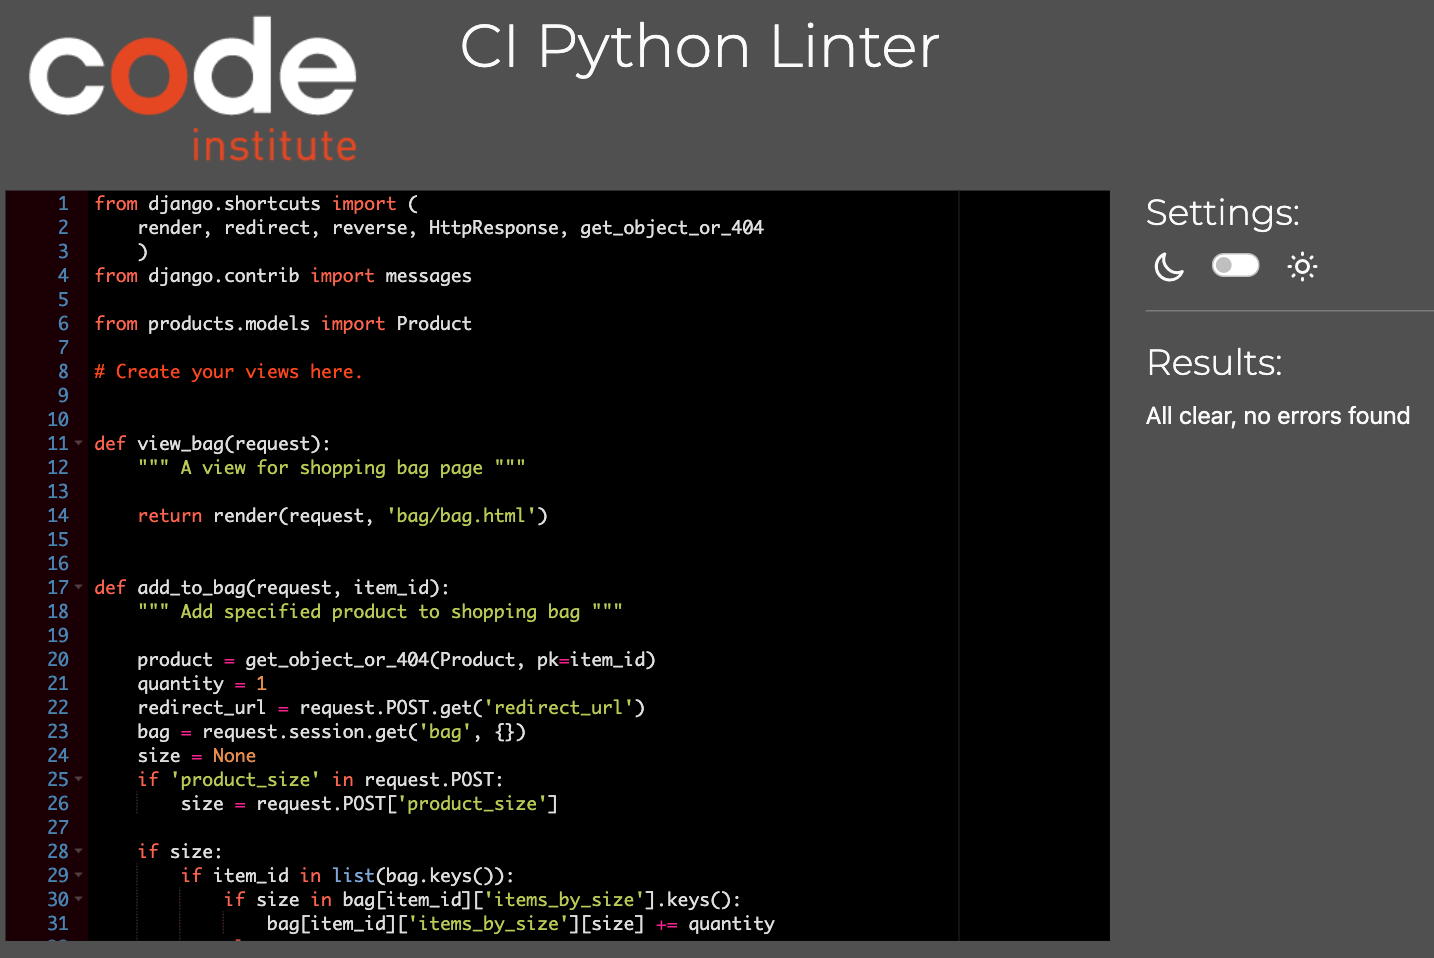 code
institute
CI Python Linter
1 from django.shortcuts import (
2     render, redirect, reverse, HttpResponse, get_object_or_404
3     )
4 from django.contrib import messages
5
6 from products.models import Product
7
8 # Create your views here.
9
10
11 def view_bag(request):
12     """ A view for shopping bag page """
13
14     return render(request, 'bag/bag.html')
15
16
17 def add_to_bag(request, item_id):
18     """ Add specified product to shopping bag """
19
20     product = get_object_or_404(Product, pk=item_id)
21     quantity = 1
22     redirect_url = request.POST.get('redirect_url')
23     bag = request.session.get('bag', {})
24     size = None
25     if 'product_size' in request.POST:
26         size = request.POST['product_size']
27
28     if size:
29         if item_id in list(bag.keys()):
30             if size in bag[item_id]['items_by_size'].keys():
31                 bag[item_id]['items_by_size'][size] += quantity
Settings:
Results:
All clear, no errors found